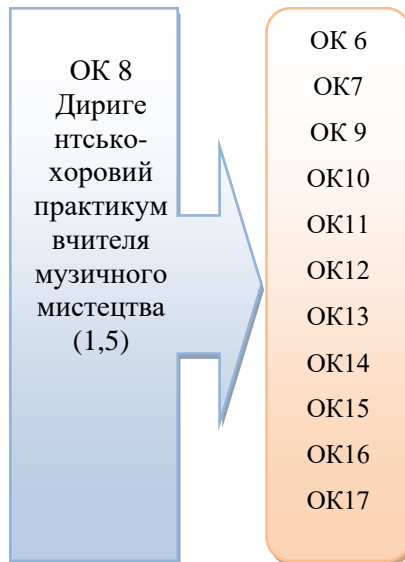 ОК 8
Дириге
нтсько-
хоровий
практикум
вчителя
музичного
мистецтва
(1,5)
ОК 6
ОК7
ОК 9
ОК10
ОК11
ОК12
ОК13
ОК14
ОК15
ОК16
ОК17